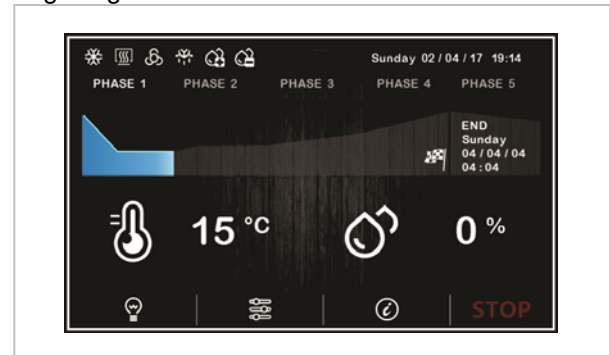 Sunday 02 / 04 / 17 19:14
PHASE 1 PHASE 2 PHASE 3 PHASE 4 PHASE 5
END
Sunday
04 / 04 / 04
04 : 04
15 °C 0 %
i STOP